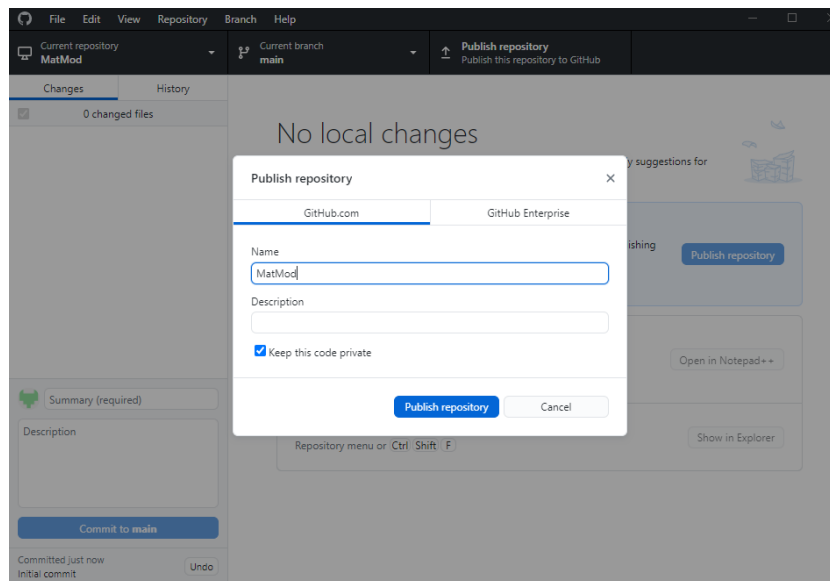 File Edit View Repository Branch Help
Current repository
MatMod
Current branch
main
Publish repository
Publish this repository to GitHub
Changes History
0 changed files
No local changes
y suggestions for
Publish repository
GitHub.com GitHub Enterprise
ishing
Publish repository
Name
MatMod
Description
Keep this code private
Open in Notepad++
Publish repository Cancel
Summary (required)
Description
Show in Explorer
Repository menu or Ctrl Shift F
Commit to main
Committed just now
Initial commit
Undo